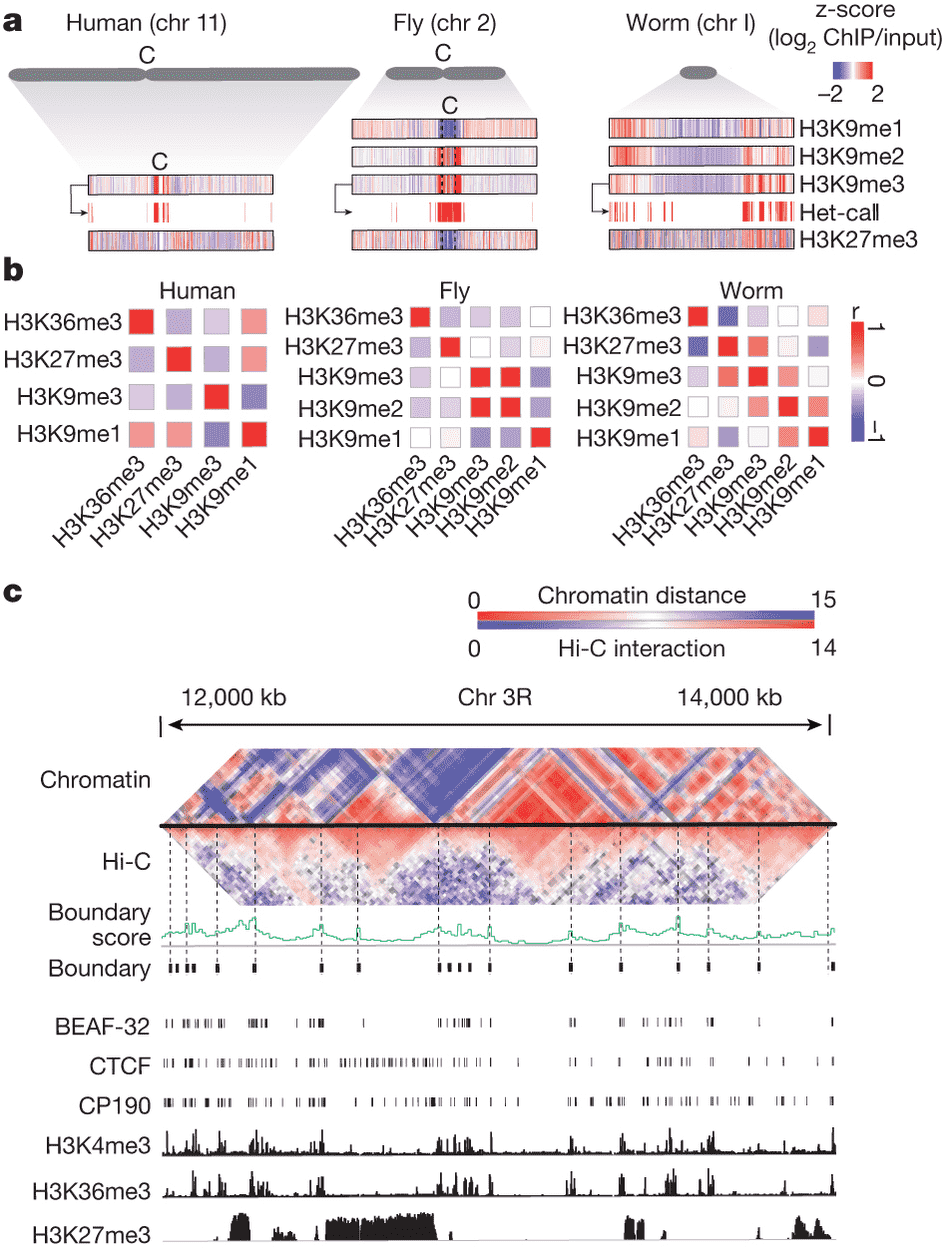 a
Human (chr 11)
Fly (chr 2)
Worm (chr I)
z-score
(log2 ChIP/input)
–2 2
C
C
C
C
H3K9me1
H3K9me2
H3K9me3
Het-call
H3K27me3
b
Human
H3K36me3
H3K27me3
H3K9me3
H3K9me1
H3K36me3
H3K27me3
H3K9me3
H3K9me1
Fly
H3K36me3
H3K27me3
H3K9me3
H3K9me2
H3K9me1
H3K36me3
H3K27me3
H3K9me3
H3K9me2
H3K9me1
Worm
H3K36me3
H3K27me3
H3K9me3
H3K9me2
H3K9me1
H3K36me3
H3K27me3
H3K9me3
H3K9me2
H3K9me1
r
1
0
–1
c
0 Chromatin distance 15
0 Hi-C interaction 14
12,000 kb Chr 3R 14,000 kb
Chromatin
Hi-C
Boundary
score
Boundary
BEAF-32
CTCF
CP190
H3K4me3
H3K36me3
H3K27me3